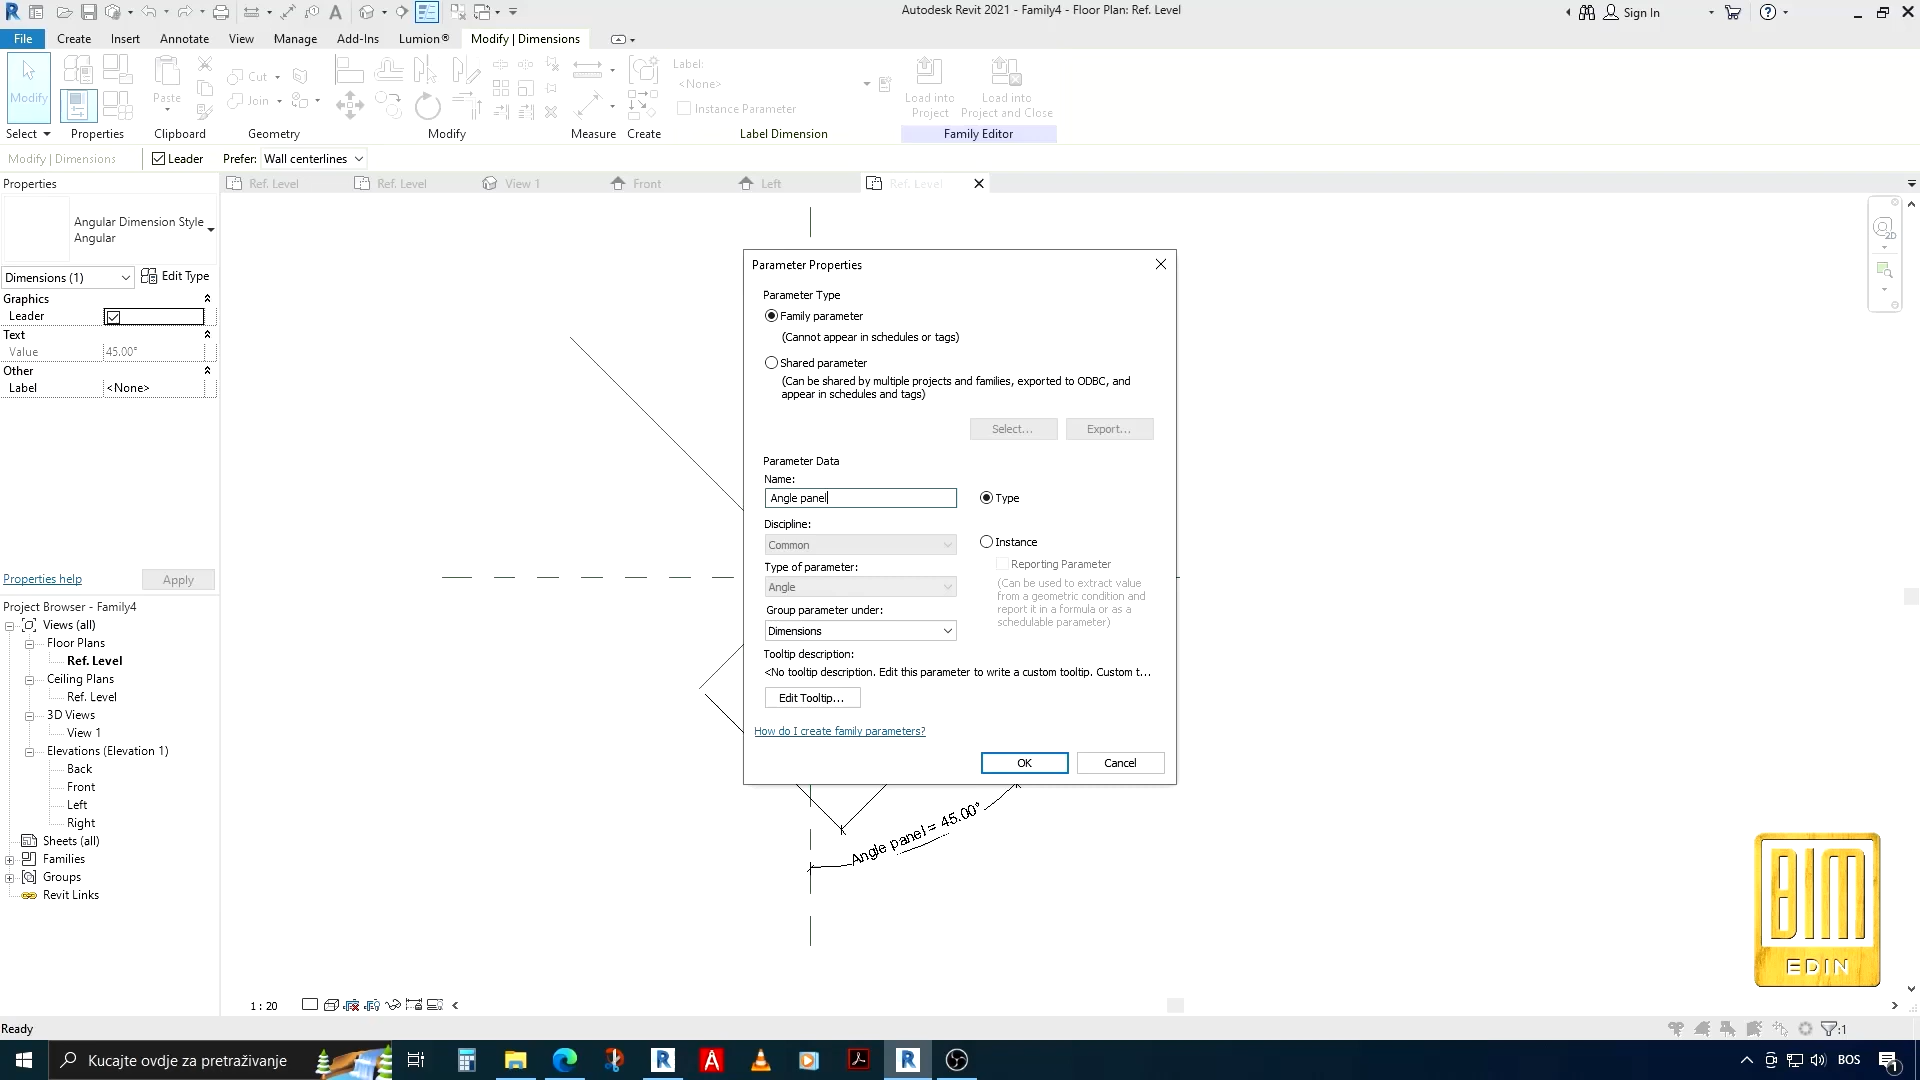 Autodesk Revit 2021 - Family4 - Floor Plan: Ref. Level
Sign In
File
Create
Insert
Annotate
View
Manage
Add-Ins
Lumion®
Modify | Dimensions
Modify
Paste
Cut
Join
Label:
<None>
Instance Parameter
Load into
Project
Load into
Project and Close
Select
Properties
Clipboard
Geometry
Modify
Measure
Create
Label Dimension
Family Editor
Modify | Dimensions
Leader
Prefer:
Wall centerlines
Properties
Ref. Level
Ref. Level
View 1
Front
Left
Ref. Level
Angular Dimension Style
Angular
Dimensions (1)
Edit Type
Graphics
Leader
Text
Value
45.00°
Other
Label
<None>
Properties help
Apply
Project Browser - Family4
Views (all)
Floor Plans
Ref. Level
Ceiling Plans
Ref. Level
3D Views
View 1
Elevations (Elevation 1)
Back
Front
Left
Right
Sheets (all)
Families
Groups
Revit Links
Parameter Properties
Parameter Type
Family parameter
(Cannot appear in schedules or tags)
Shared parameter
(Can be shared by multiple projects and families, exported to ODBC, and
appear in schedules and tags)
Select...
Export...
Parameter Data
Name:
Angle panel
Type
Discipline:
Common
Instance
Reporting Parameter
Type of parameter:
Angle
(Can be used to extract value
from a geometric condition and
report it in a formula or as a
schedulable parameter)
Group parameter under:
Dimensions
Tooltip description:
<No tooltip description. Edit this parameter to write a custom tooltip. Custom t...
Edit Tooltip...
How do I create family parameters?
OK
Cancel
Angle panel = 45.00°
2D
BIM
EDIN
1 : 20
Ready
:1
Kucajte ovdje za pretraživanje
BOS
1